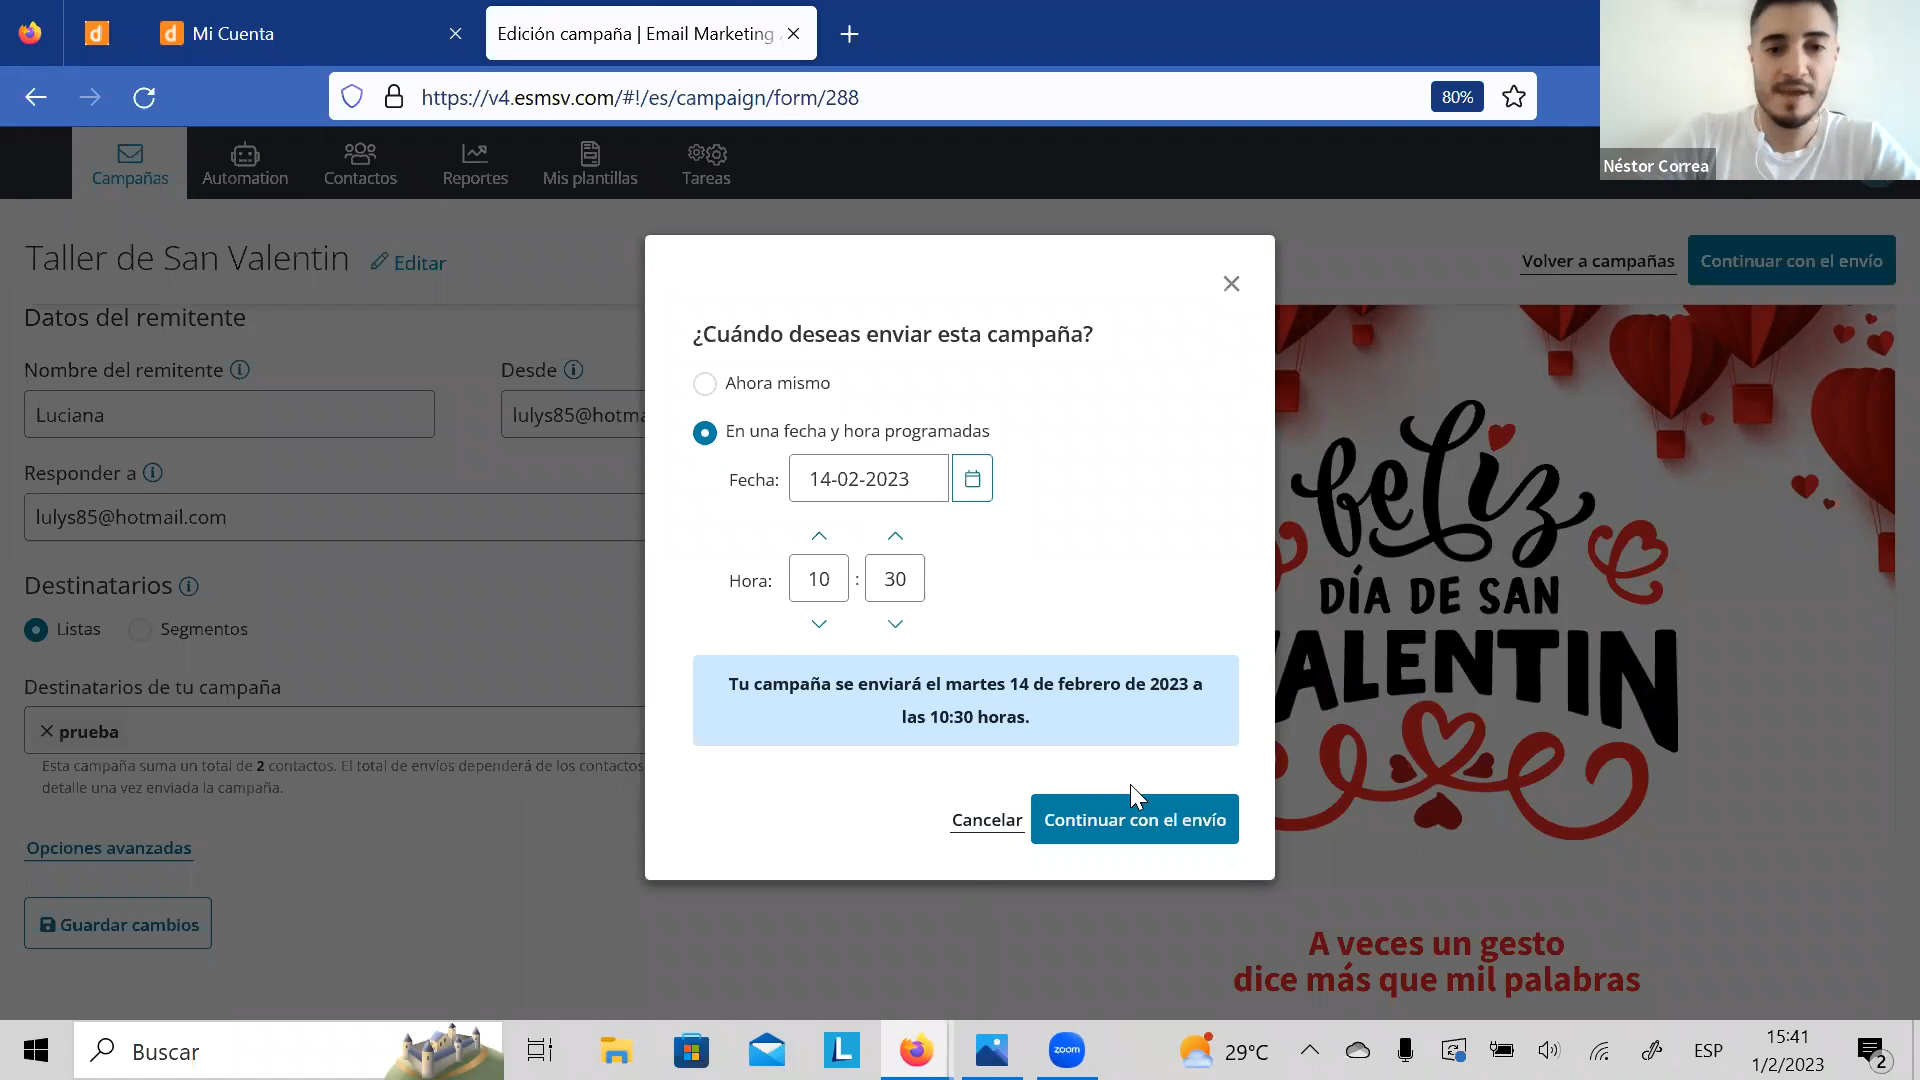 Mi Cuenta
Edición campaña | Email Marketing
https://v4.esmsv.com/#!/es/campaign/form/288
80%
Néstor Correa
Campañas
Automation
Contactos
Reportes
Mis plantillas
Tareas
Taller de San Valentin
Editar
Volver a campañas
Continuar con el envío
Datos del remitente
Nombre del remitente
Desde
Luciana
lulys85@hotma
Responder a
lulys85@hotmail.com
Destinatarios
Listas
Segmentos
Destinatarios de tu campaña
prueba
Esta campaña suma un total de 2 contactos. El total de envíos dependerá de los contactos
detalle una vez enviada la campaña.
Opciones avanzadas
Guardar cambios
¿Cuándo deseas enviar esta campaña?
Ahora mismo
En una fecha y hora programadas
Fecha:
14-02-2023
Hora:
10
:
30
Tu campaña se enviará el martes 14 de febrero de 2023 a
las 10:30 horas.
Cancelar
Continuar con el envío
feliz
DÍA DE SAN
VALENTIN
A veces un gesto
dice más que mil palabras
Buscar
L
zoom
29°C
ESP
15:41
1/2/2023
2